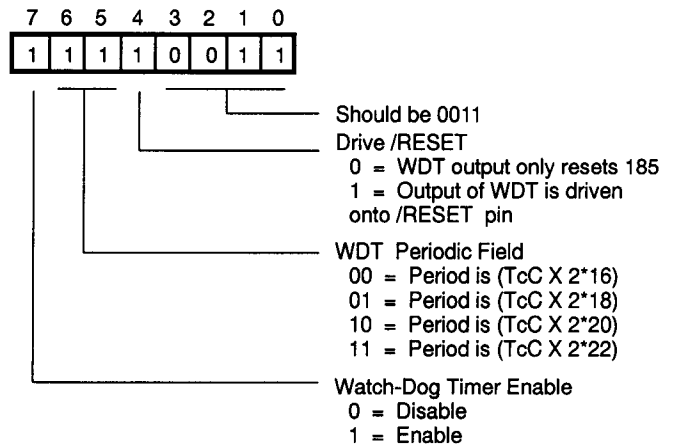 7 6 5 4 3 2 1 0
1 1 1 1 0 0 1 1
Should be 0011
Drive /RESET
0 = WDT output only resets 185
1 = Output of WDT is driven
onto /RESET pin
WDT Periodic Field
00 = Period is (TcC X 2*16)
01 = Period is (TcC X 2*18)
10 = Period is (TcC X 2*20)
11 = Period is (TcC X 2*22)
Watch-Dog Timer Enable
0 = Disable
1 = Enable